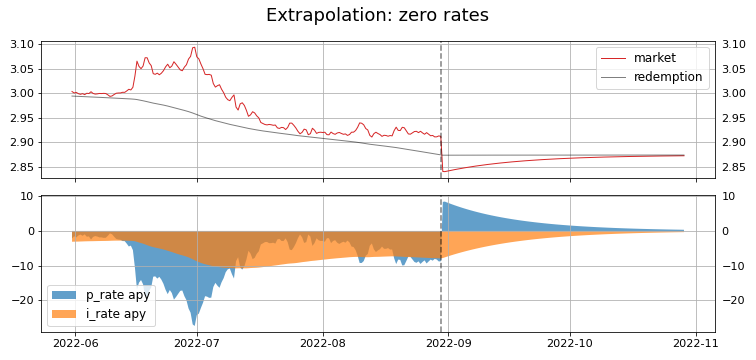 Extrapolation: zero rates
3.10 3.10
3.05 3.05
3.00 3.00
2.95 2.95
2.90 2.90
2.85 2.85
market
redemption
10 10
0 0
−10 −10
−20 −20
p_rate apy
i_rate apy
2022-06 2022-07 2022-08 2022-09 2022-10 2022-11